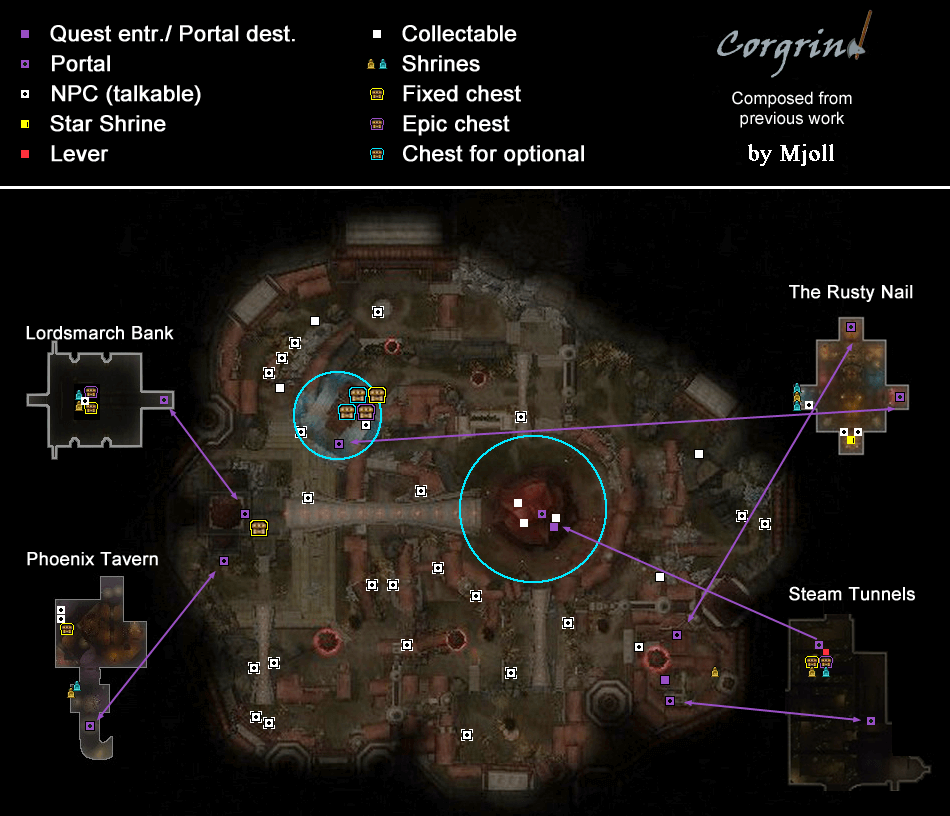 Quest entr./ Portal dest.
Portal
NPC (talkable)
Star Shrine
Lever
Collectable
Shrines
Fixed chest
Epic chest
Chest for optional
Corgrind
Composed from
previous work
by Mjoll
The Rusty Nail
Lordsmarch Bank
Phoenix Tavern
Steam Tunnels